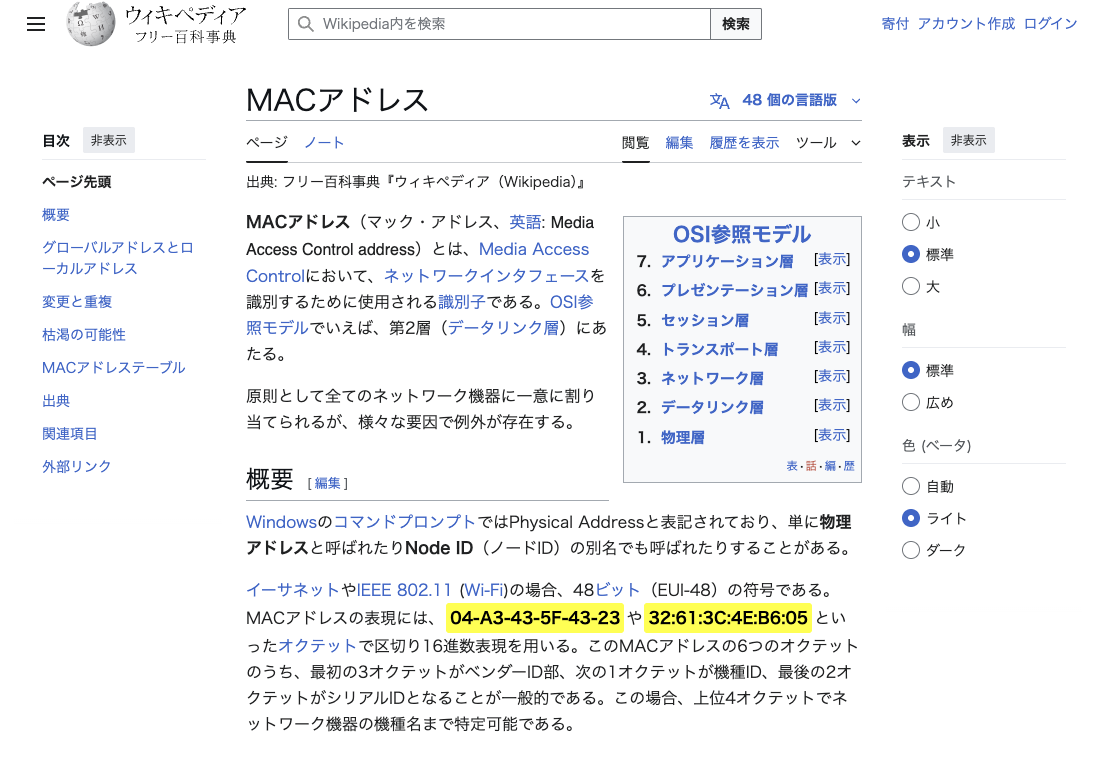 ウィキペディア
フリー百科事典
Wikipedia内を検索
検索
寄付 アカウント作成 ログイン
MACアドレス
48 個の言語版
目次 非表示
ページ先頭
概要
グローバルアドレスとロ
ーカルアドレス
変更と重複
枯渇の可能性
MACアドレステーブル
出典
関連項目
外部リンク
ページ ノート
閲覧 編集 履歴を表示 ツール
出典: フリー百科事典『ウィキペディア（Wikipedia）』
MACアドレス（マック・アドレス、英語: Media
Access Control address）とは、Media Access
Controlにおいて、ネットワークインタフェースを
識別するために使用される識別子である。OSI参
照モデルでいえば、第2層（データリンク層）にあ
たる。
原則として全てのネットワーク機器に一意に割り
当てられるが、様々な要因で例外が存在する。
OSI参照モデル
7. アプリケーション層 [表示]
6. プレゼンテーション層 [表示]
5. セッション層 [表示]
4. トランスポート層 [表示]
3. ネットワーク層 [表示]
2. データリンク層 [表示]
1. 物理層 [表示]
表・話・編・歴
概要 [編集]
WindowsのコマンドプロンプトではPhysical Addressと表記されており、単に物理
アドレスと呼ばれたりNode ID（ノードID）の別名でも呼ばれたりすることがある。
イーサネットやIEEE 802.11 (Wi-Fi)の場合、48ビット（EUI-48）の符号である。
MACアドレスの表現には、 04-A3-43-5F-43-23 や 32:61:3C:4E:B6:05 とい
ったオクテットで区切り16進数表現を用いる。このMACアドレスの6つのオクテット
のうち、最初の3オクテットがベンダーID部、次の1オクテットが機種ID、最後の2オ
クテットがシリアルIDとなることが一般的である。この場合、上位4オクテットでネ
ットワーク機器の機種名まで特定可能である。
表示 非表示
テキスト
小
標準
大
幅
標準
広め
色 (ベータ)
自動
ライト
ダーク